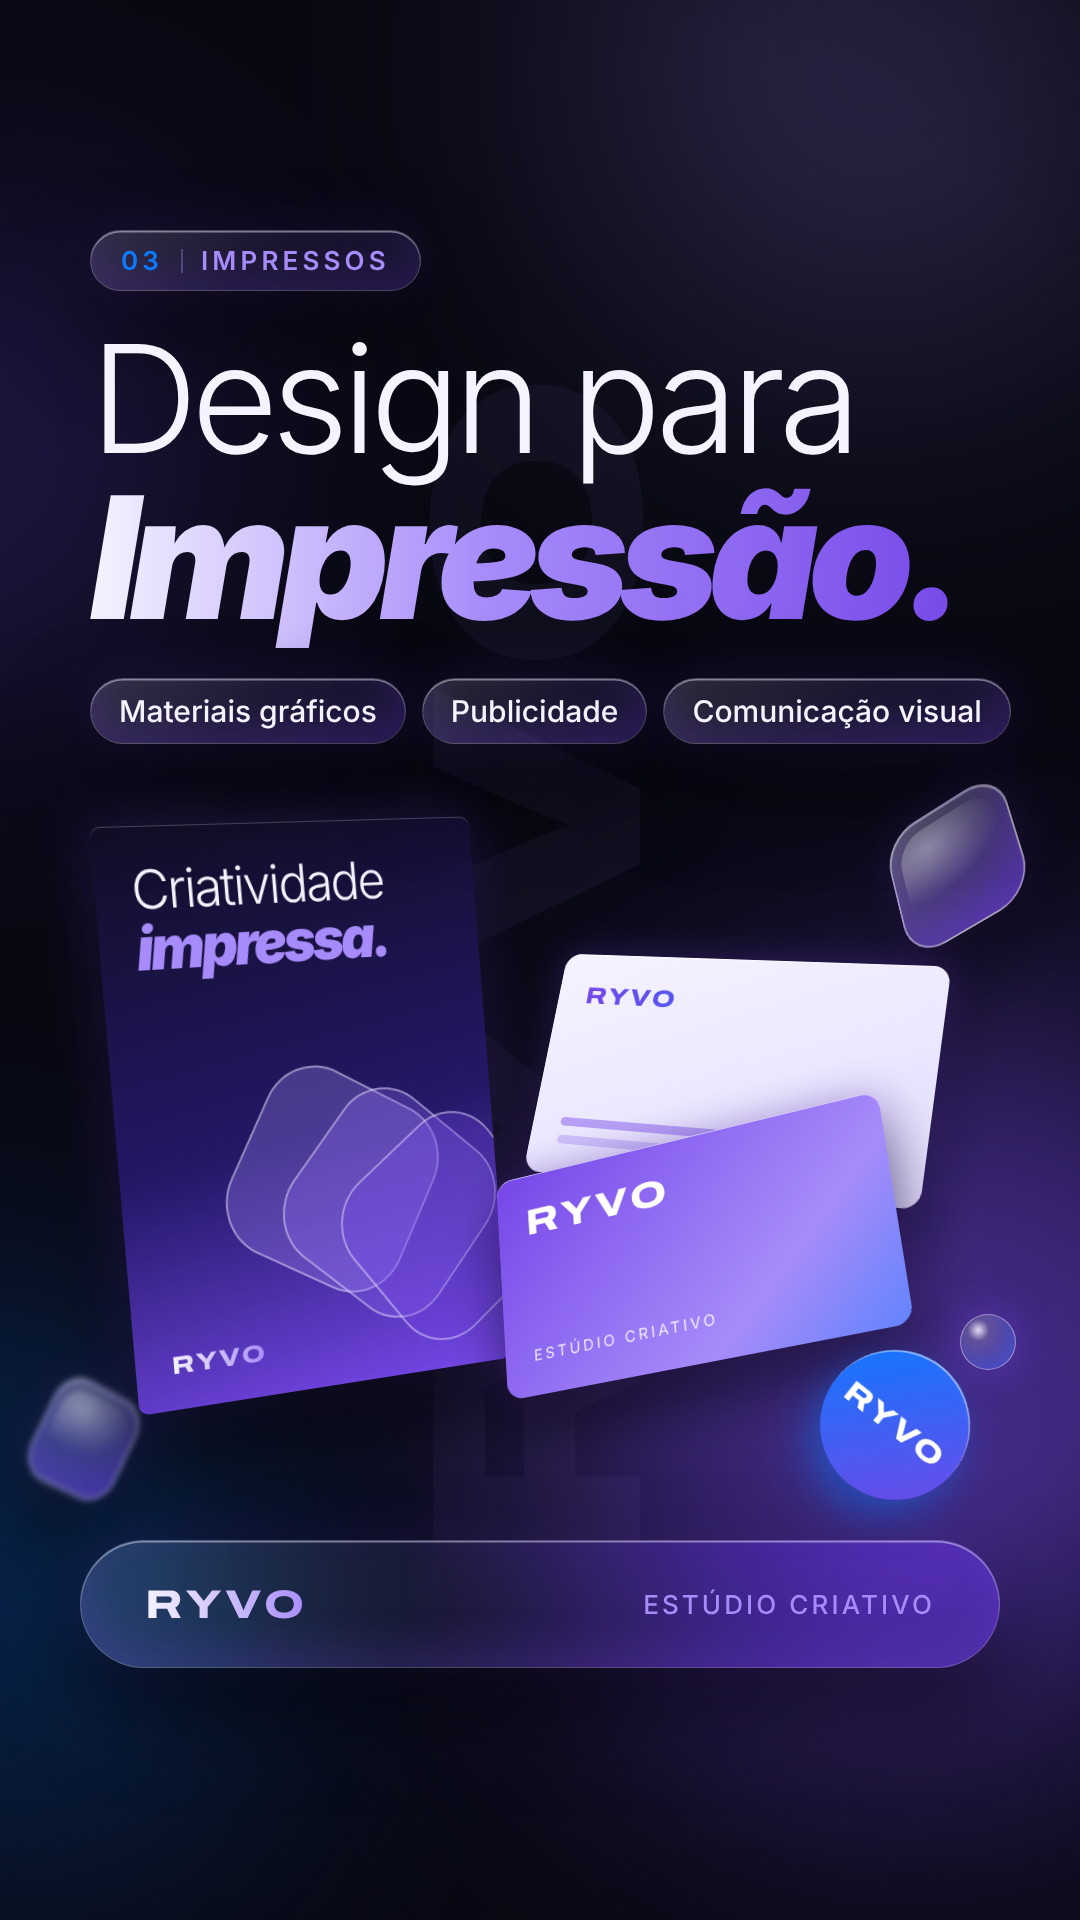 03 | IMPRESSOS
Design para
Impressão.
Materiais gráficos
Publicidade
Comunicação visual
Criatividade
impressa.
RYVO
RYVO
RYVO
ESTÚDIO CRIATIVO
RYVO
RYVO
ESTÚDIO CRIATIVO